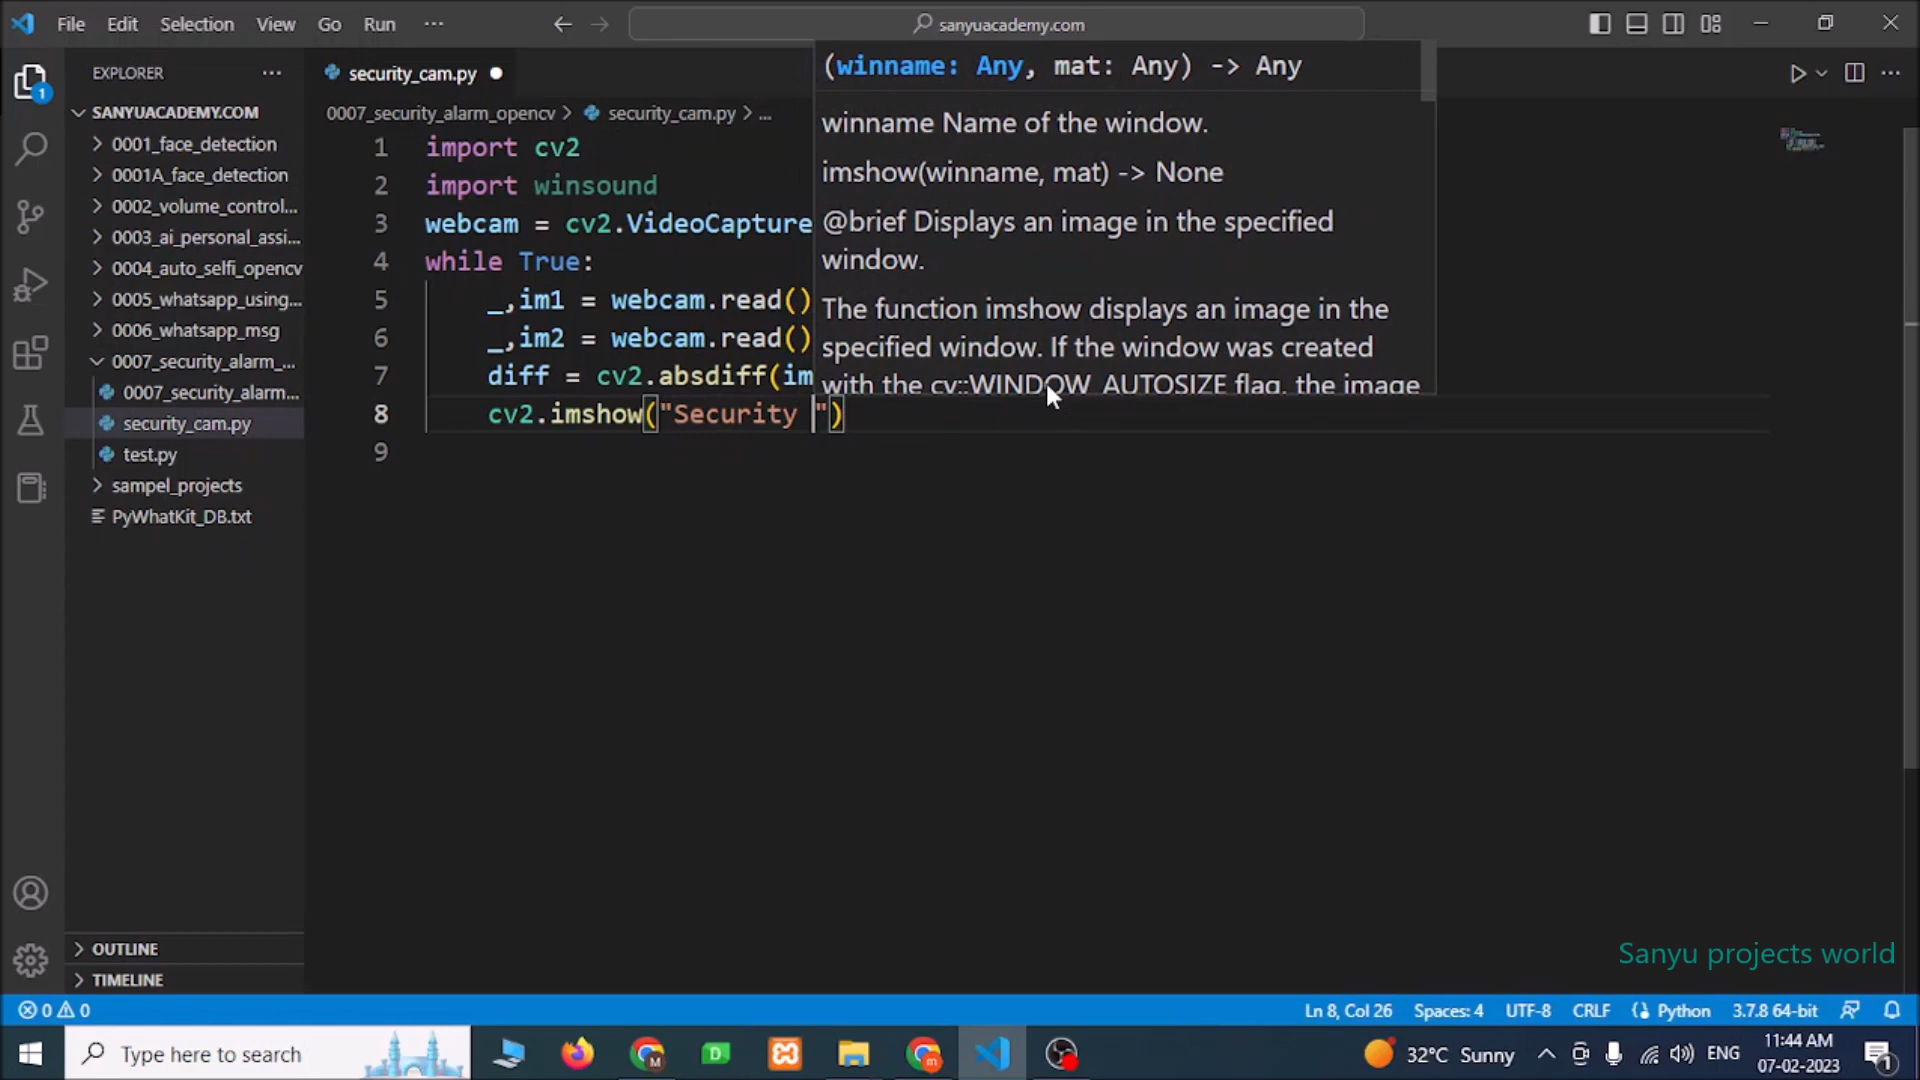 File Edit Selection View Go Run ...
sanyuacademy.com
EXPLORER
SANYUACADEMY.COM
0001_face_detection
0001A_face_detection
0002_volume_control...
0003_ai_personal_assi...
0004_auto_selfi_opencv
0005_whatsapp_using...
0006_whatsapp_msg
0007_security_alarm_...
0007_security_alarm...
security_cam.py
test.py
sampel_projects
PyWhatKit_DB.txt
OUTLINE
TIMELINE
security_cam.py
0007_security_alarm_opencv > security_cam.py > ...
1 import cv2
2 import winsound
3 webcam = cv2.VideoCapture
4 while True:
5 _,im1 = webcam.read()
6 _,im2 = webcam.read()
7 diff = cv2.absdiff(im
8 cv2.imshow("Security ")
9
(winname: Any, mat: Any) -> Any
winname Name of the window.
imshow(winname, mat) -> None
@brief Displays an image in the specified
window.
The function imshow displays an image in the
specified window. If the window was created
with the cv::WINDOW_AUTOSIZE flag, the image
Sanyu projects world
0 0
Ln 8, Col 26 Spaces: 4 UTF-8 CRLF Python 3.7.8 64-bit
Type here to search
32°C Sunny
ENG
11:44 AM
07-02-2023
1